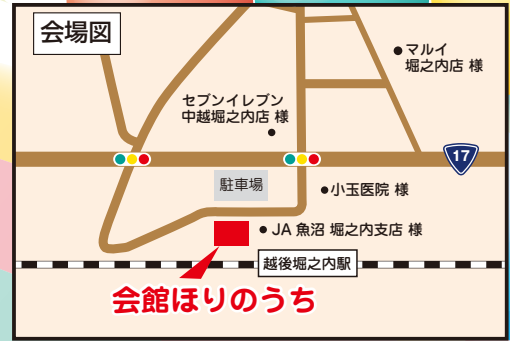 会場図
マルイ
堀之内店 様
セブンイレブン
中越堀之内店 様
17
駐車場
小玉医院 様
JA 魚沼 堀之内支店 様
越後堀之内駅
会館ほりのうち